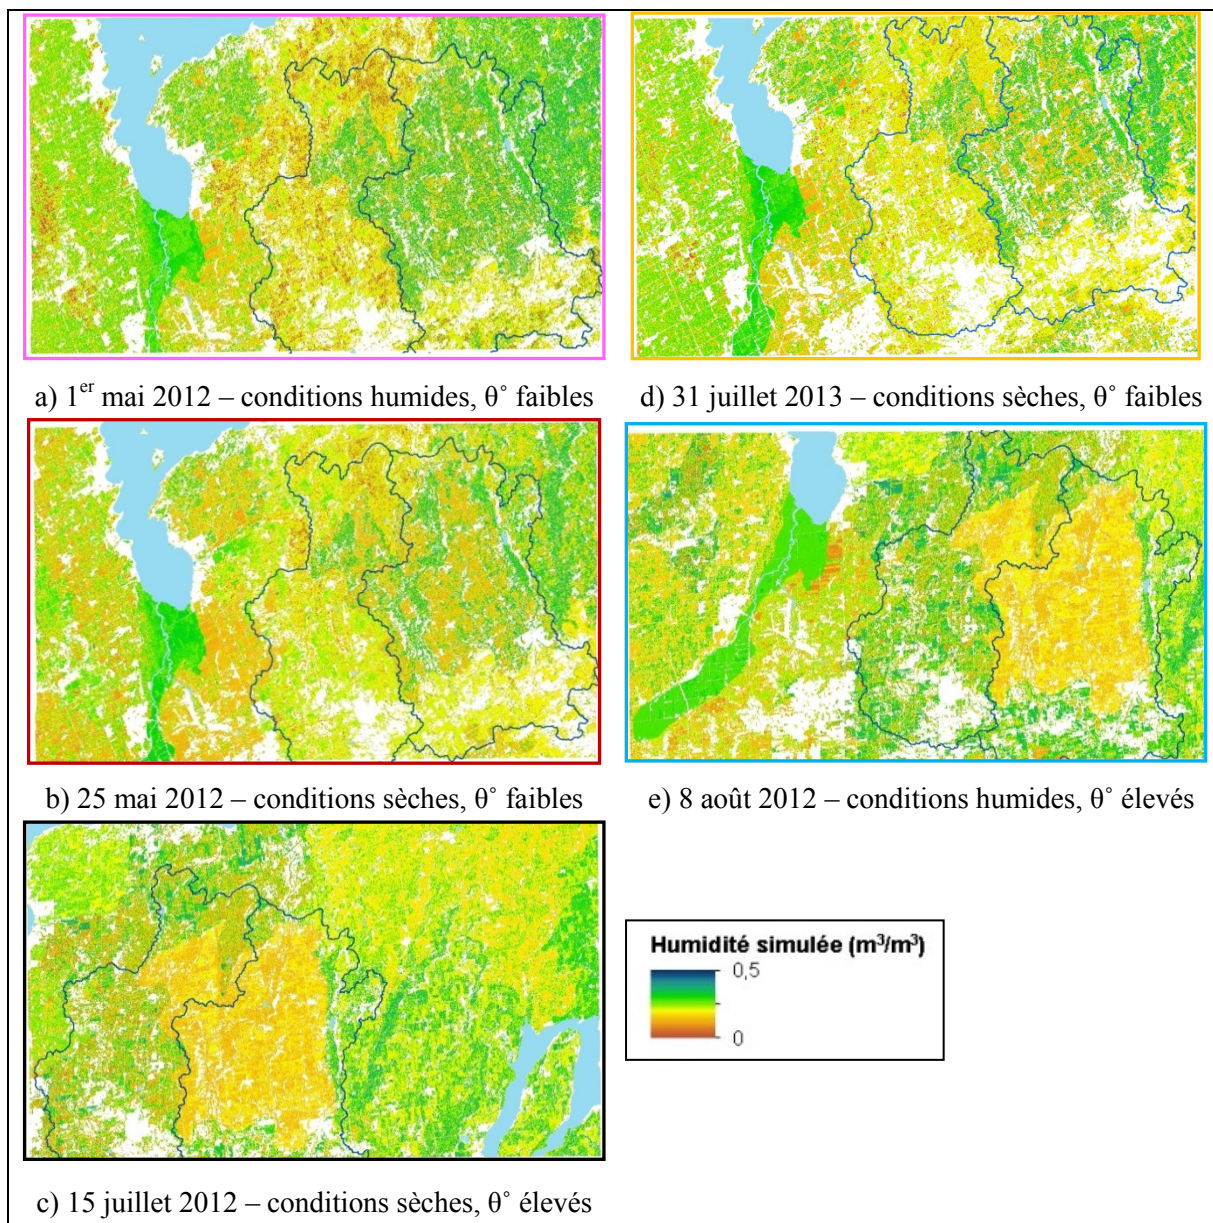 a) 1er mai 2012 – conditions humides, θ° faibles
d) 31 juillet 2013 – conditions sèches, θ° faibles
b) 25 mai 2012 – conditions sèches, θ° faibles
e) 8 août 2012 – conditions humides, θ° élevés
Humidité simulée (m³/m³)
0,5
0
c) 15 juillet 2012 – conditions sèches, θ° élevés